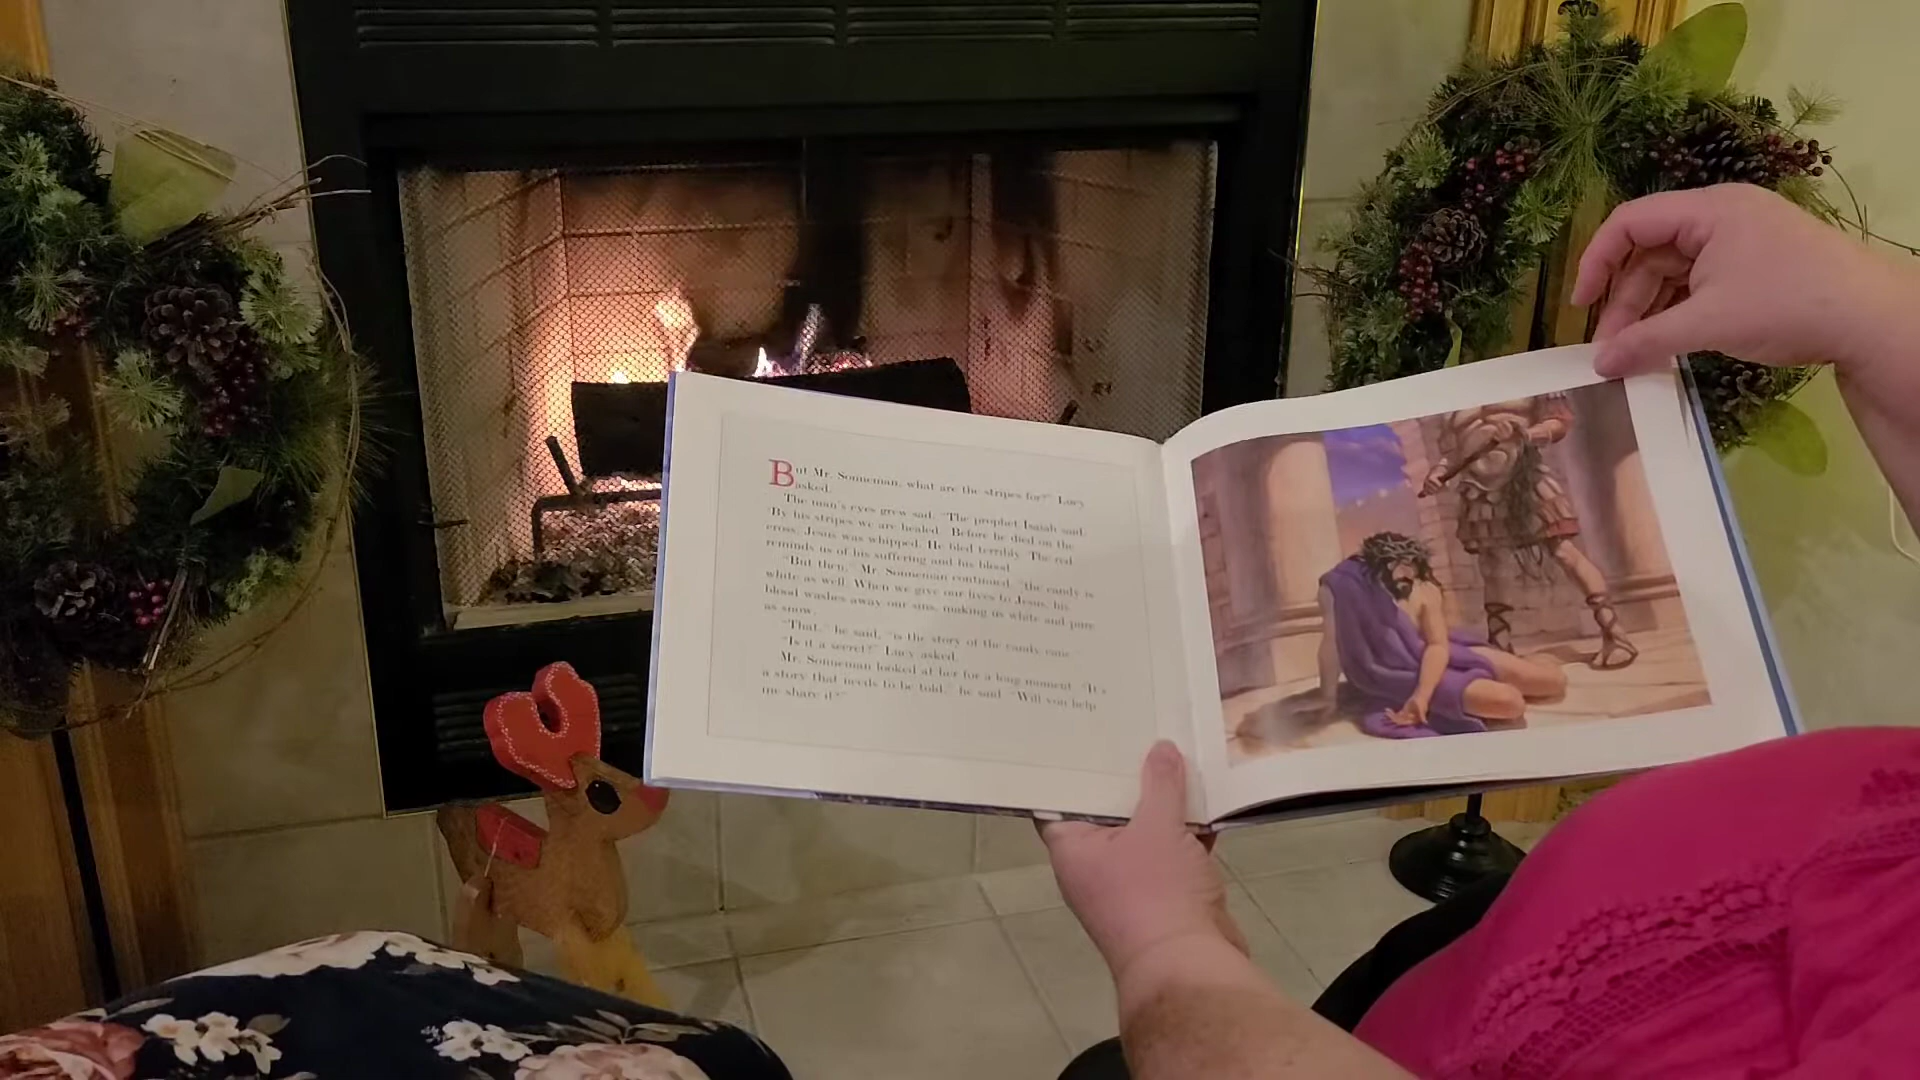 But Mr. Sonneman, what are the stripes for?" Lucy
asked.
The man's eyes grew sad. "The prophet Isaiah said,
'By his stripes we are healed.' Before he died on the
cross, Jesus was whipped. He bled terribly. The red
reminds us of his suffering and his blood.
"But then," Mr. Sonneman continued, "the candy is
white as well. When we give our lives to Jesus, his
blood washes away our sins, making us white and pure
as snow.
"That," he said, "is the story of the candy cane."
"Is it a secret?" Lucy asked.
Mr. Sonneman looked at her for a long moment. "It's
a story that needs to be told," he said. "Will you help
me share it?"